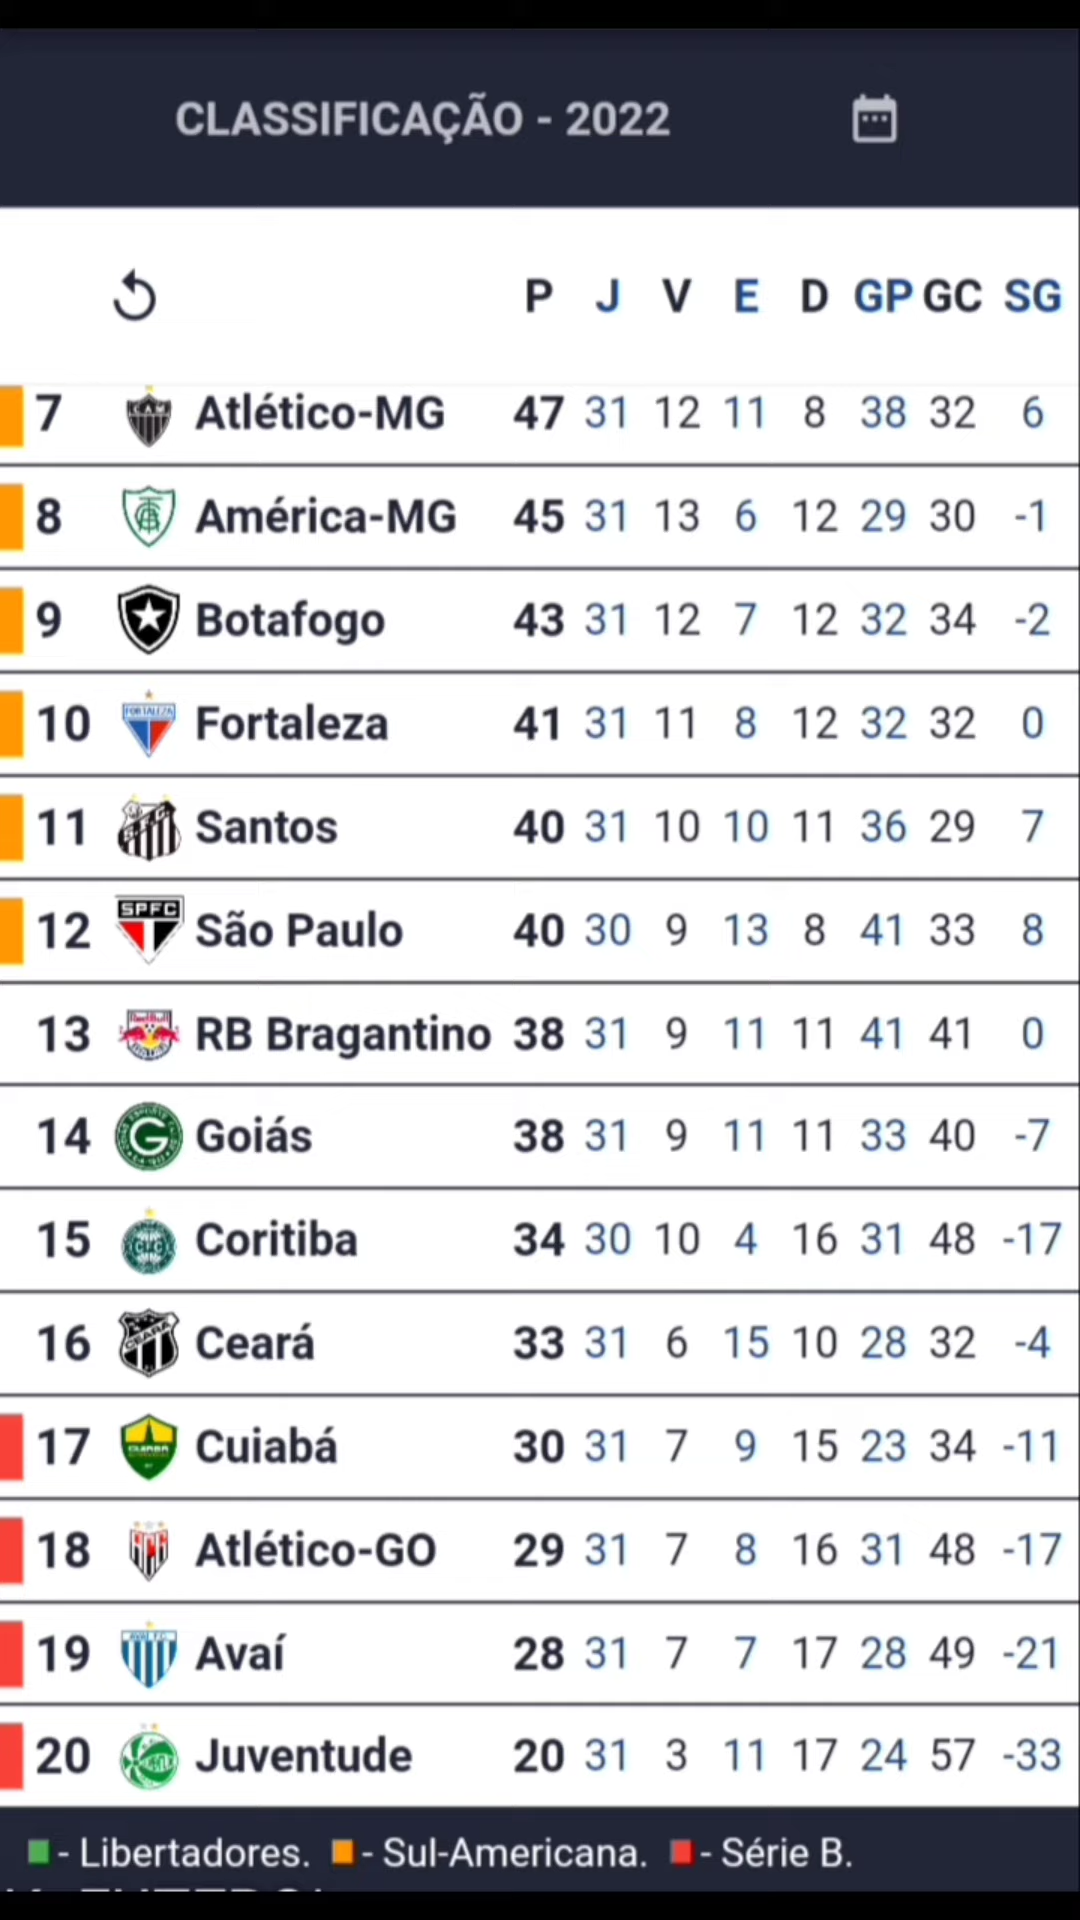 CLASSIFICAÇÃO - 2022
P J V E D GP GC SG
7 Atlético-MG 47 31 12 11 8 38 32 6
8 América-MG 45 31 13 6 12 29 30 -1
9 Botafogo 43 31 12 7 12 32 34 -2
10 Fortaleza 41 31 11 8 12 32 32 0
11 Santos 40 31 10 10 11 36 29 7
12 SPFC São Paulo 40 30 9 13 8 41 33 8
13 RB Bragantino 38 31 9 11 11 41 41 0
14 Goiás 38 31 9 11 11 33 40 -7
15 Coritiba 34 30 10 4 16 31 48 -17
16 Ceará 33 31 6 15 10 28 32 -4
17 Cuiabá 30 31 7 9 15 23 34 -11
18 Atlético-GO 29 31 7 8 16 31 48 -17
19 Avaí 28 31 7 7 17 28 49 -21
20 Juventude 20 31 3 11 17 24 57 -33
- Libertadores. - Sul-Americana. - Série B.